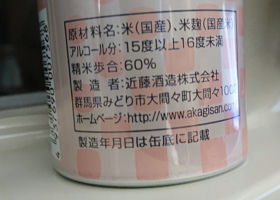 原材料名:米(国産)、米麹(国産米)
アルコール分:15度以上16度未満
精米歩合:60%
製造者:近藤酒造株式会社
群馬県みどり市大間々町大間々100
ホームページ:http://www.akagisan.com
製造年月日は缶底に記載